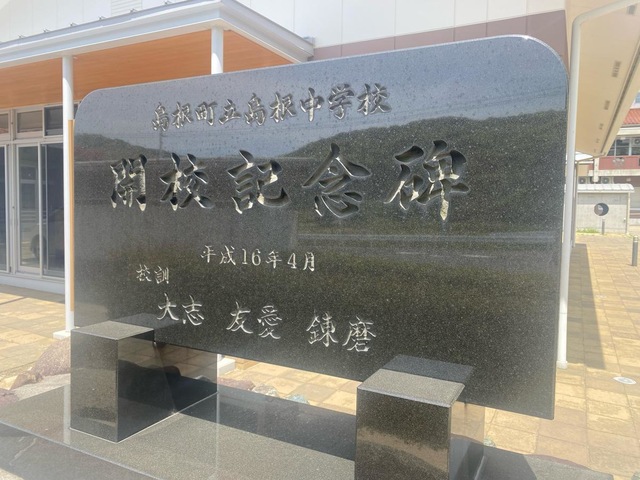 島根町立島根中学校
開校記念碑
平成16年4月
校訓
大志 友愛 錬磨